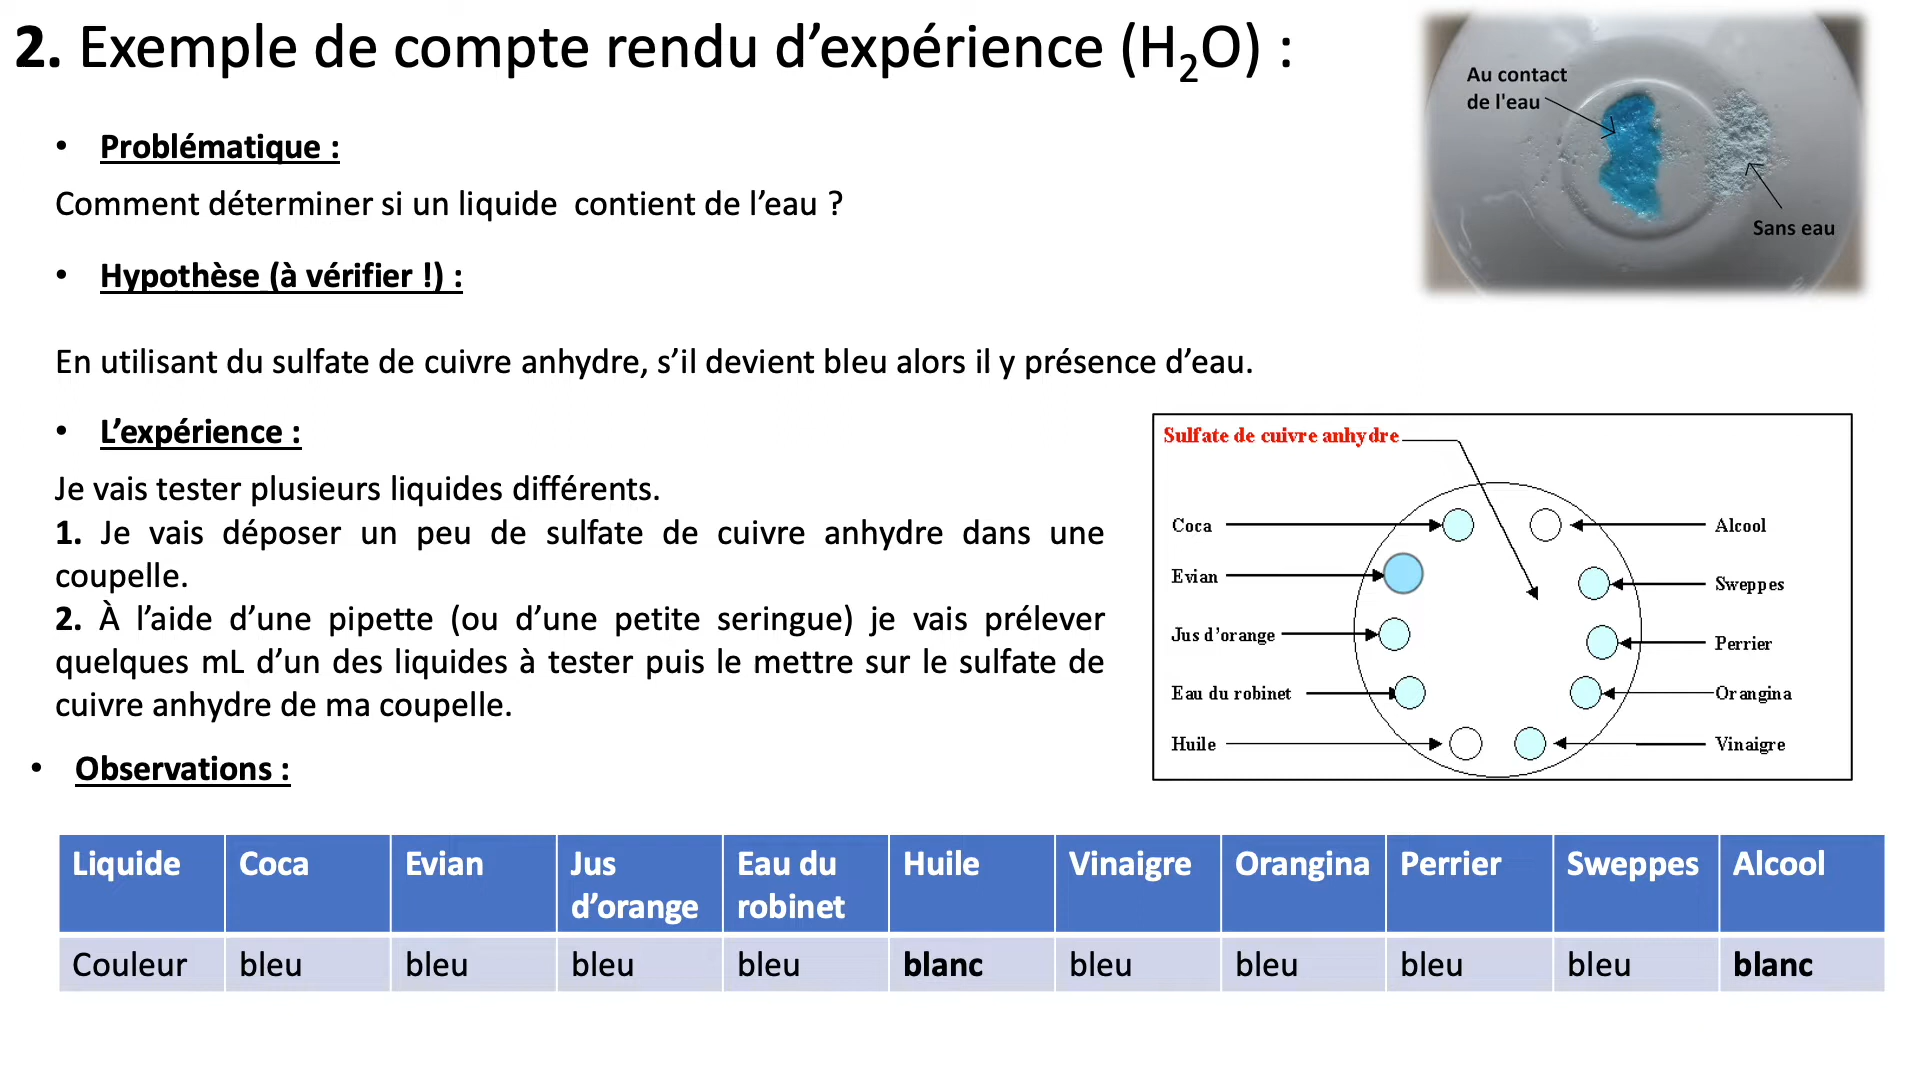 2. Exemple de compte rendu d’expérience (H₂O) :
Au contact
de l'eau
Sans eau
• Problématique :
Comment déterminer si un liquide contient de l’eau ?
• Hypothèse (à vérifier !) :
En utilisant du sulfate de cuivre anhydre, s’il devient bleu alors il y présence d’eau.
• L’expérience :
Je vais tester plusieurs liquides différents.
1. Je vais déposer un peu de sulfate de cuivre anhydre dans une
coupelle.
2. À l’aide d’une pipette (ou d’une petite seringue) je vais prélever
quelques mL d’un des liquides à tester puis le mettre sur le sulfate de
cuivre anhydre de ma coupelle.
Sulfate de cuivre anhydre
Coca
Alcool
Evian
Sweppes
Jus d’orange
Perrier
Eau du robinet
Orangina
Huile
Vinaigre
• Observations :
Liquide Coca Evian Jus d’orange Eau du robinet Huile Vinaigre Orangina Perrier Sweppes Alcool
Couleur bleu bleu bleu bleu blanc bleu bleu bleu bleu blanc